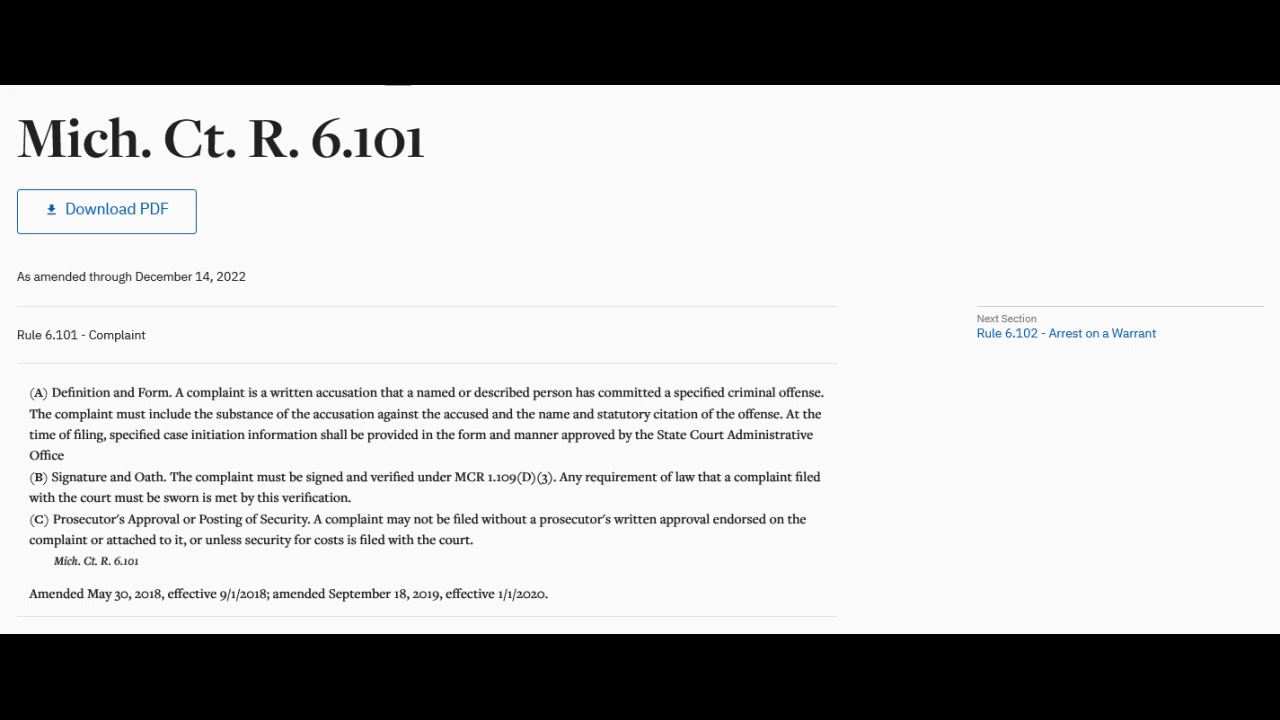 Mich. Ct. R. 6.101
Download PDF
As amended through December 14, 2022
Rule 6.101 - Complaint
Next Section
Rule 6.102 - Arrest on a Warrant
(A) Definition and Form. A complaint is a written accusation that a named or described person has committed a specified criminal offense.
The complaint must include the substance of the accusation against the accused and the name and statutory citation of the offense. At the
time of filing, specified case initiation information shall be provided in the form and manner approved by the State Court Administrative
Office
(B) Signature and Oath. The complaint must be signed and verified under MCR 1.109(D)(3). Any requirement of law that a complaint filed
with the court must be sworn is met by this verification.
(C) Prosecutor's Approval or Posting of Security. A complaint may not be filed without a prosecutor's written approval endorsed on the
complaint or attached to it, or unless security for costs is filed with the court.
Mich. Ct. R. 6.101
Amended May 30, 2018, effective 9/1/2018; amended September 18, 2019, effective 1/1/2020.